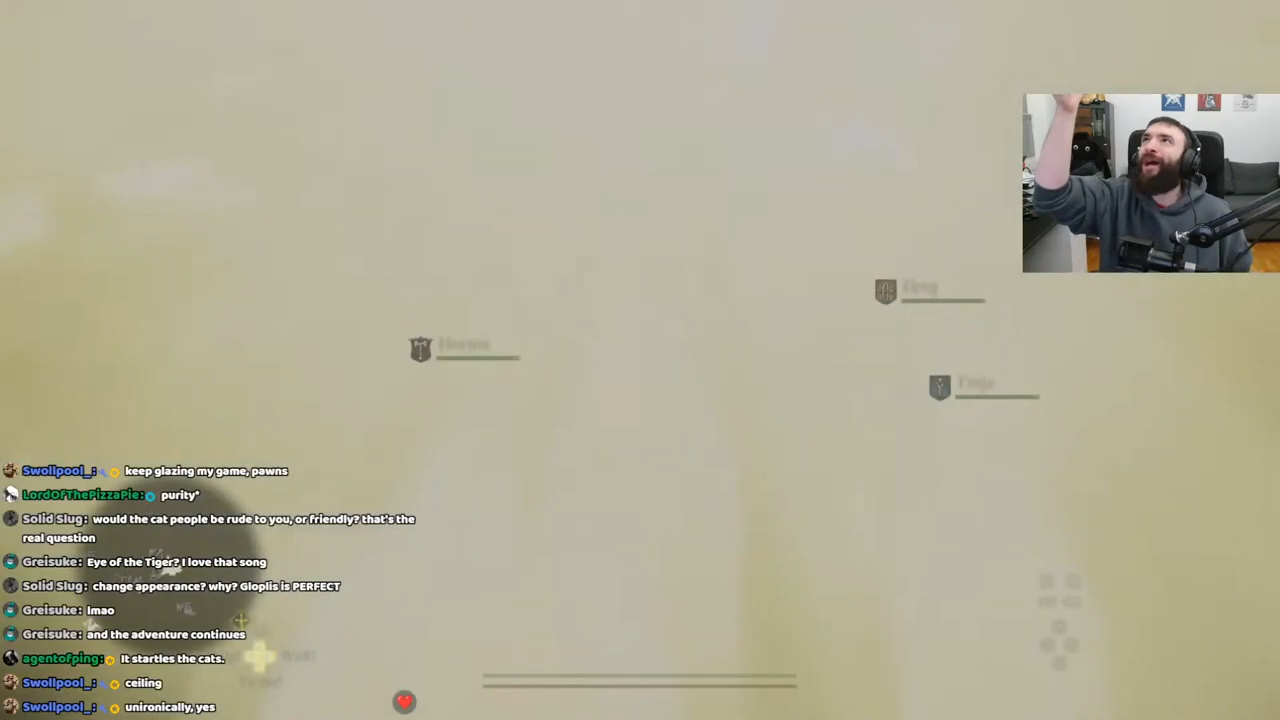 Swollpool_: keep glazing my game, pawns
LordOfThePizzaPie: purity*
Solid Slug: would the cat people be rude to you, or friendly? that's the
real question
Greisuke: Eye of the Tiger? I love that song
Solid Slug: change appearance? why? Gloplis is PERFECT
Greisuke: lmao
Greisuke: and the adventure continues
agentofping: It startles the cats.
Swollpool_: ceiling
Swollpool_: unironically, yes